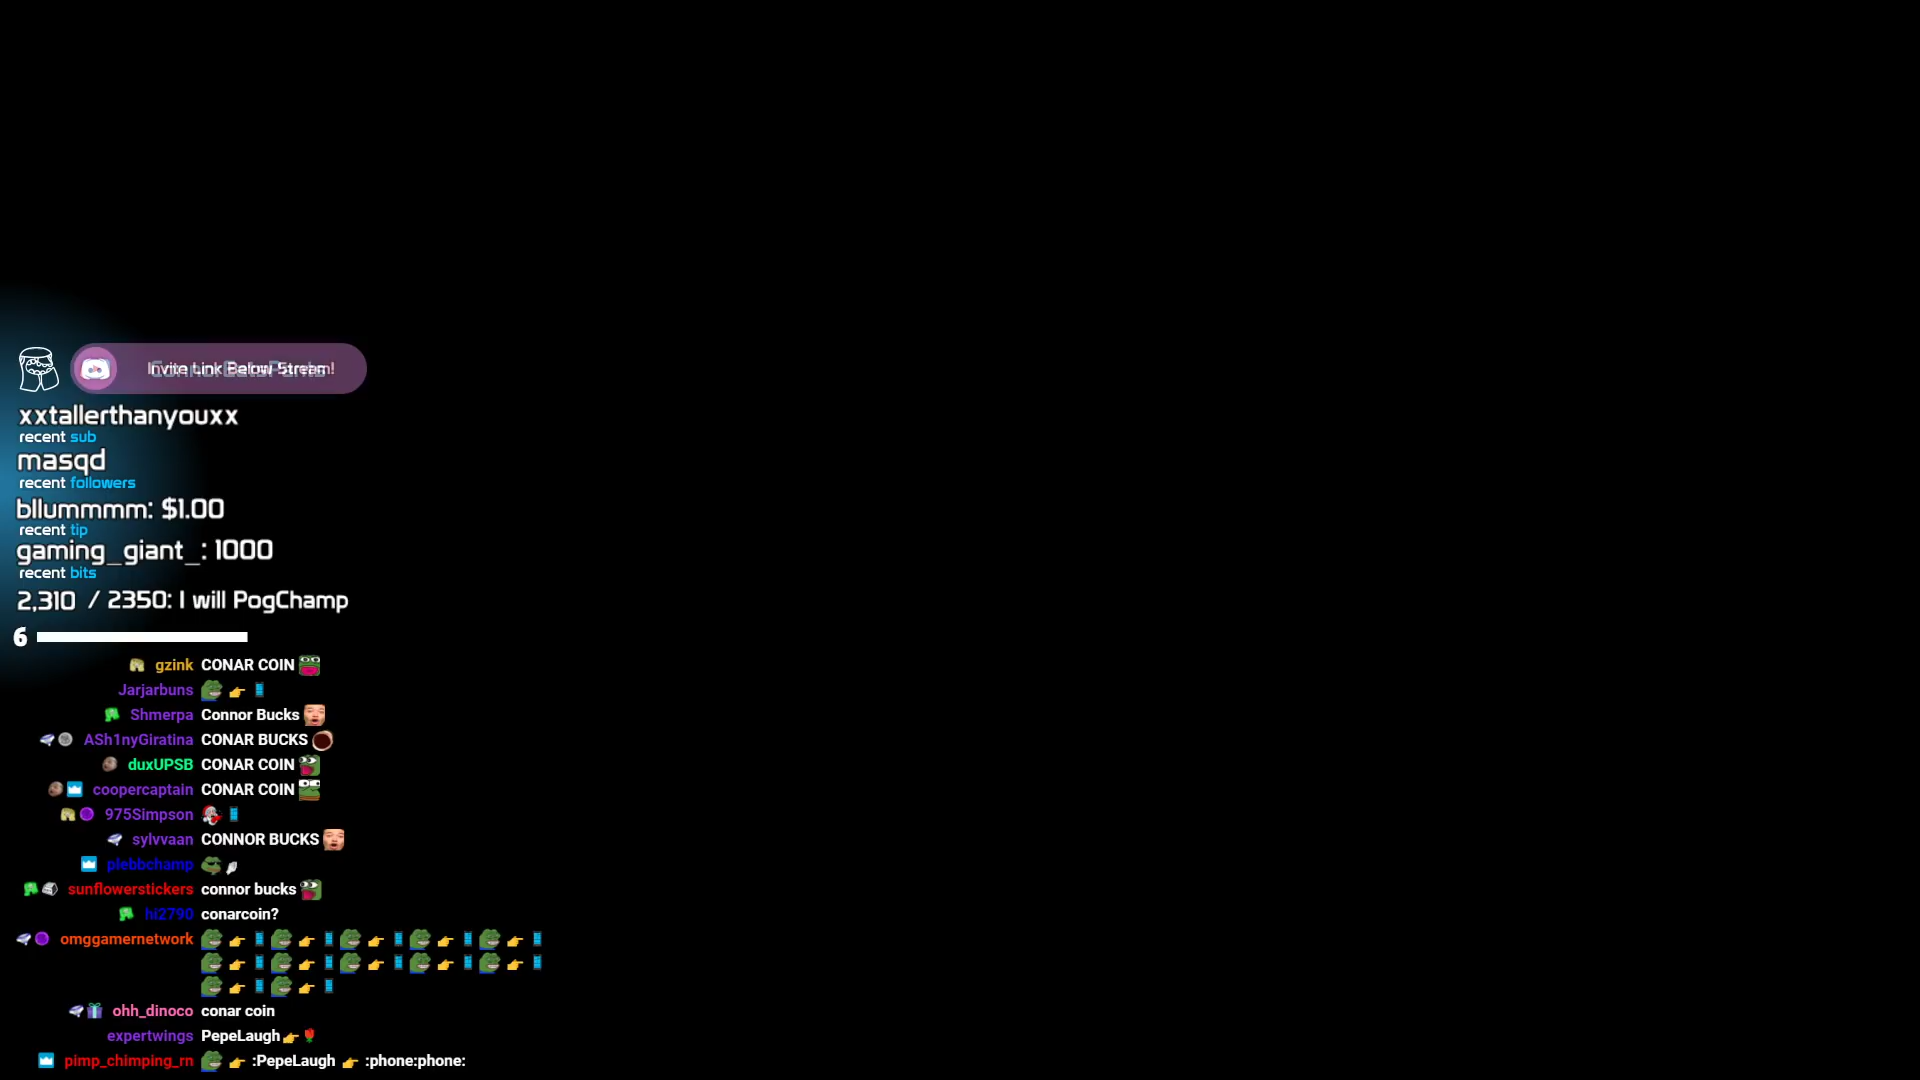 Invite Link Below Stream!
xxtallerthanyouxx
recent sub
masqd
recent followers
bllummmm: $1.00
recent tip
gaming_giant_: 1000
recent bits
2,310 / 2350: I will PogChamp
6
gzink CONAR COIN
Jarjarbuns
Shmerpa Connor Bucks
ASh1nyGiratina CONAR BUCKS
duxUPSB CONAR COIN
coopercaptain CONAR COIN
975Simpson
sylvvaan CONNOR BUCKS
plebbchamp
sunflowerstickers connor bucks
hi2790 conarcoin?
omggamernetwork
ohh_dinoco conar coin
expertwings PepeLaugh
pimp_chimping_rn :PepeLaugh :phone:phone: